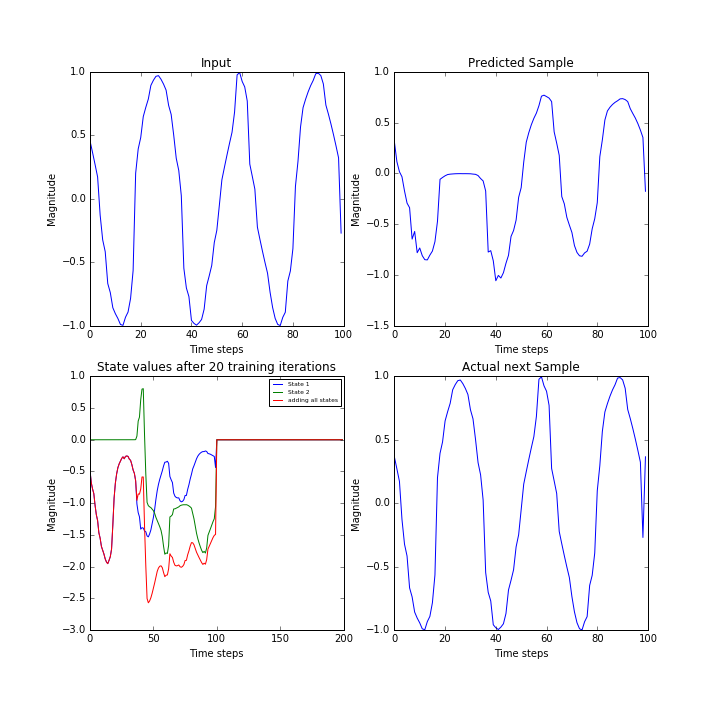 Input
Magnitude
1.0
0.5
0.0
−0.5
−1.0
0 20 40 60 80 100
Time steps
Predicted Sample
Magnitude
1.0
0.5
0.0
−0.5
−1.0
−1.5
0 20 40 60 80 100
Time steps
State values after 20 training iterations
Magnitude
1.0
0.5
0.0
−0.5
−1.0
−1.5
−2.0
−2.5
−3.0
0 50 100 150 200
Time steps
State 1
State 2
adding all states
Actual next Sample
Magnitude
1.0
0.5
0.0
−0.5
−1.0
0 20 40 60 80 100
Time steps